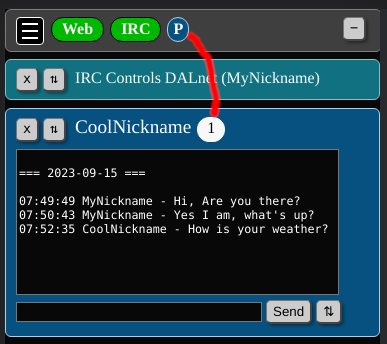 Web IRC P −
X ⇅ IRC Controls DALnet (MyNickname)
X ⇅ CoolNickname 1
=== 2023-09-15 ===
07:49:49 MyNickname - Hi, Are you there?
07:50:43 MyNickname - Yes I am, what's up?
07:52:35 CoolNickname - How is your weather?
Send ⇅